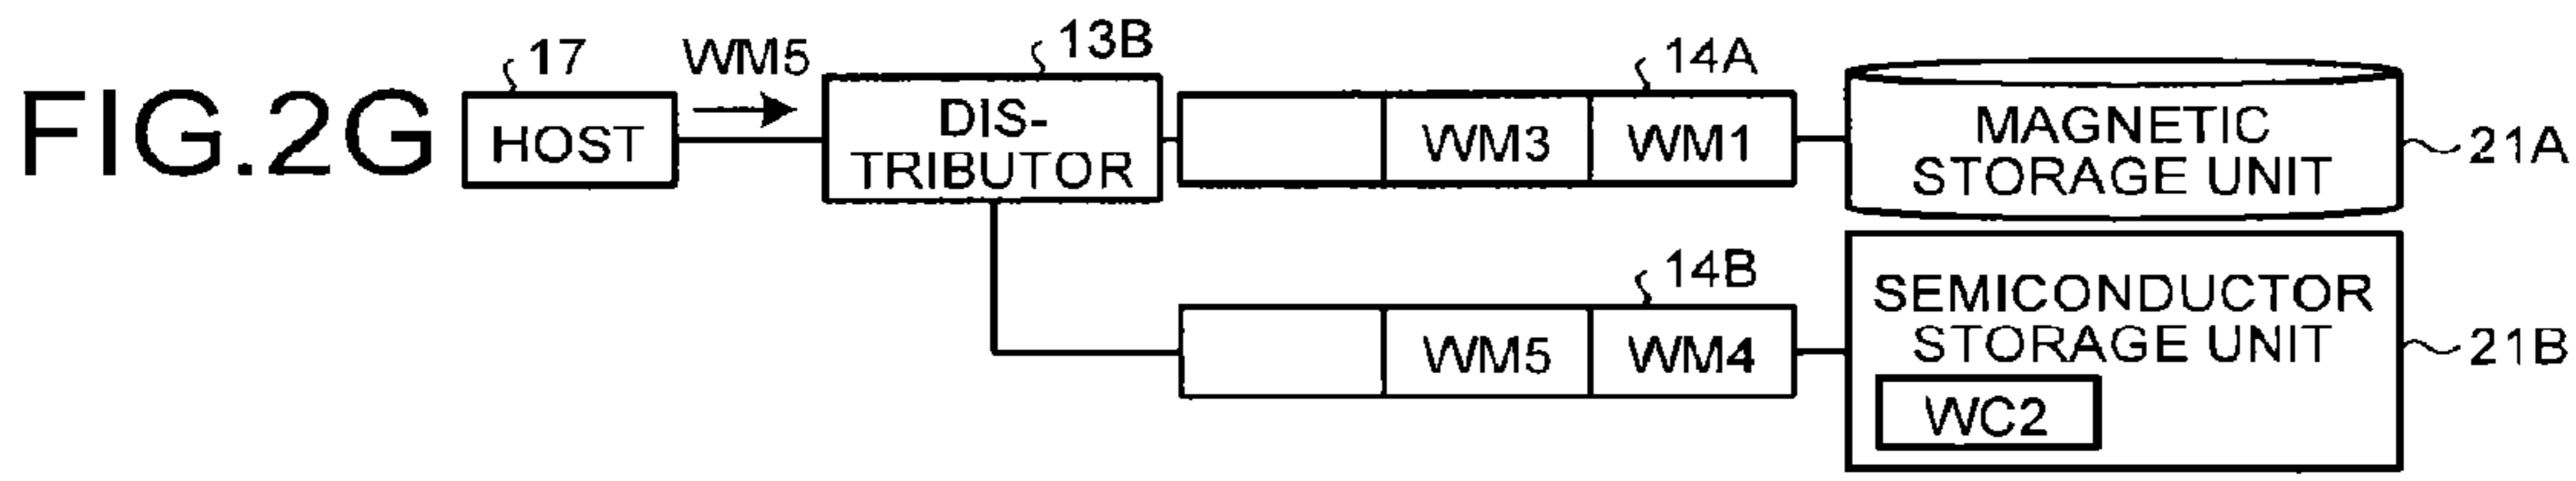 FIG.2G
17
HOST
WM5
13B
DIS-
TRIBUTOR
14A
WM3
WM1
MAGNETIC
STORAGE UNIT
21A
14B
WM5
WM4
SEMICONDUCTOR
STORAGE UNIT
WC2
21B